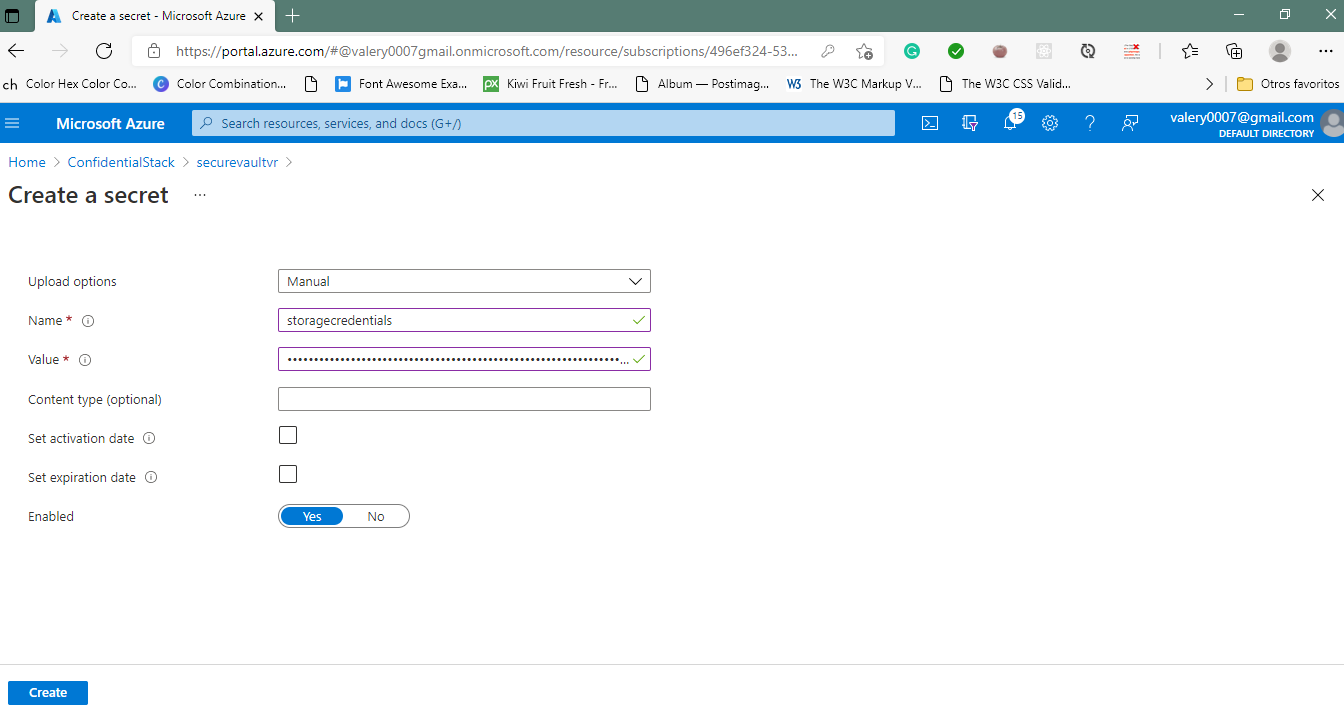 Create a secret - Microsoft Azure
https://portal.azure.com/#@valery0007gmail.onmicrosoft.com/resource/subscriptions/496ef324-53...
ch Color Hex Color Co... C Color Combination... Font Awesome Exa... px Kiwi Fruit Fresh - Fr... Album — Postimag... W3 The W3C Markup V... The W3C CSS Valid... Otros favoritos
Microsoft Azure Search resources, services, and docs (G+/) 15 valery0007@gmail.com
DEFAULT DIRECTORY
Home > ConfidentialStack > securevaultvr >
Create a secret ...
Upload options Manual
Name * storagecredentials
Value * ••••••••••••••••••••••••••••••••••••••••••••••••••••••••••••••••...
Content type (optional)
Set activation date
Set expiration date
Enabled Yes No
Create